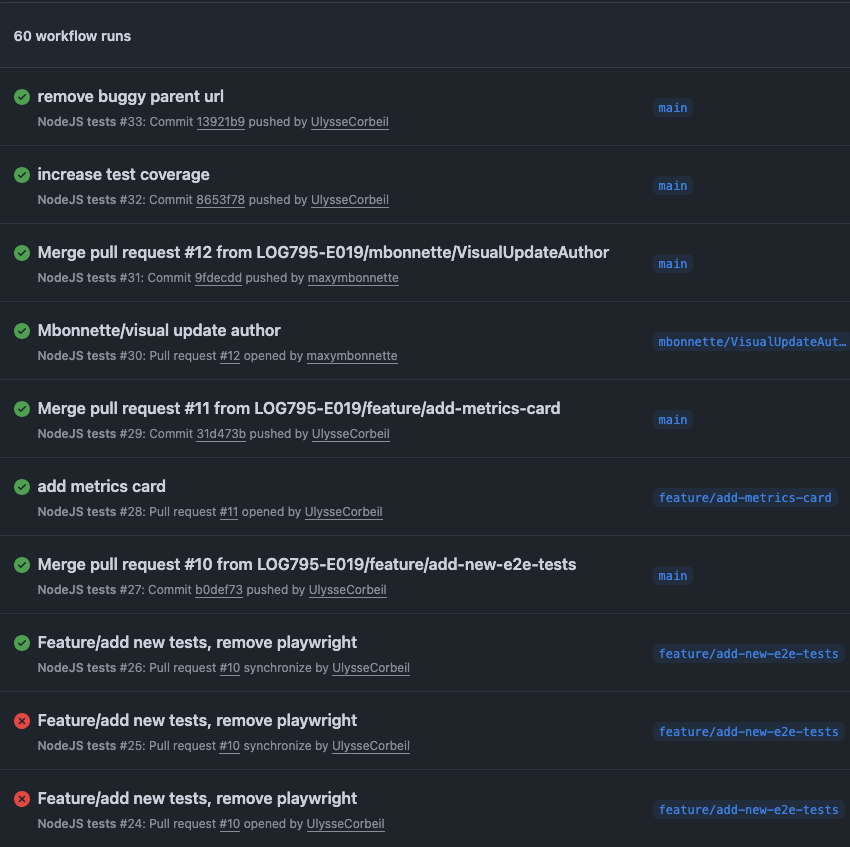 60 workflow runs
remove buggy parent url
main
NodeJS tests #33: Commit 13921b9 pushed by UlysseCorbeil
increase test coverage
main
NodeJS tests #32: Commit 8653f78 pushed by UlysseCorbeil
Merge pull request #12 from LOG795-E019/mbonnette/VisualUpdateAuthor
main
NodeJS tests #31: Commit 9fdecdd pushed by maxymbonnette
Mbonnette/visual update author
mbonnette/VisualUpdateAut…
NodeJS tests #30: Pull request #12 opened by maxymbonnette
Merge pull request #11 from LOG795-E019/feature/add-metrics-card
main
NodeJS tests #29: Commit 31d473b pushed by UlysseCorbeil
add metrics card
feature/add-metrics-card
NodeJS tests #28: Pull request #11 opened by UlysseCorbeil
Merge pull request #10 from LOG795-E019/feature/add-new-e2e-tests
main
NodeJS tests #27: Commit b0def73 pushed by UlysseCorbeil
Feature/add new tests, remove playwright
feature/add-new-e2e-tests
NodeJS tests #26: Pull request #10 synchronize by UlysseCorbeil
Feature/add new tests, remove playwright
feature/add-new-e2e-tests
NodeJS tests #25: Pull request #10 synchronize by UlysseCorbeil
Feature/add new tests, remove playwright
feature/add-new-e2e-tests
NodeJS tests #24: Pull request #10 opened by UlysseCorbeil